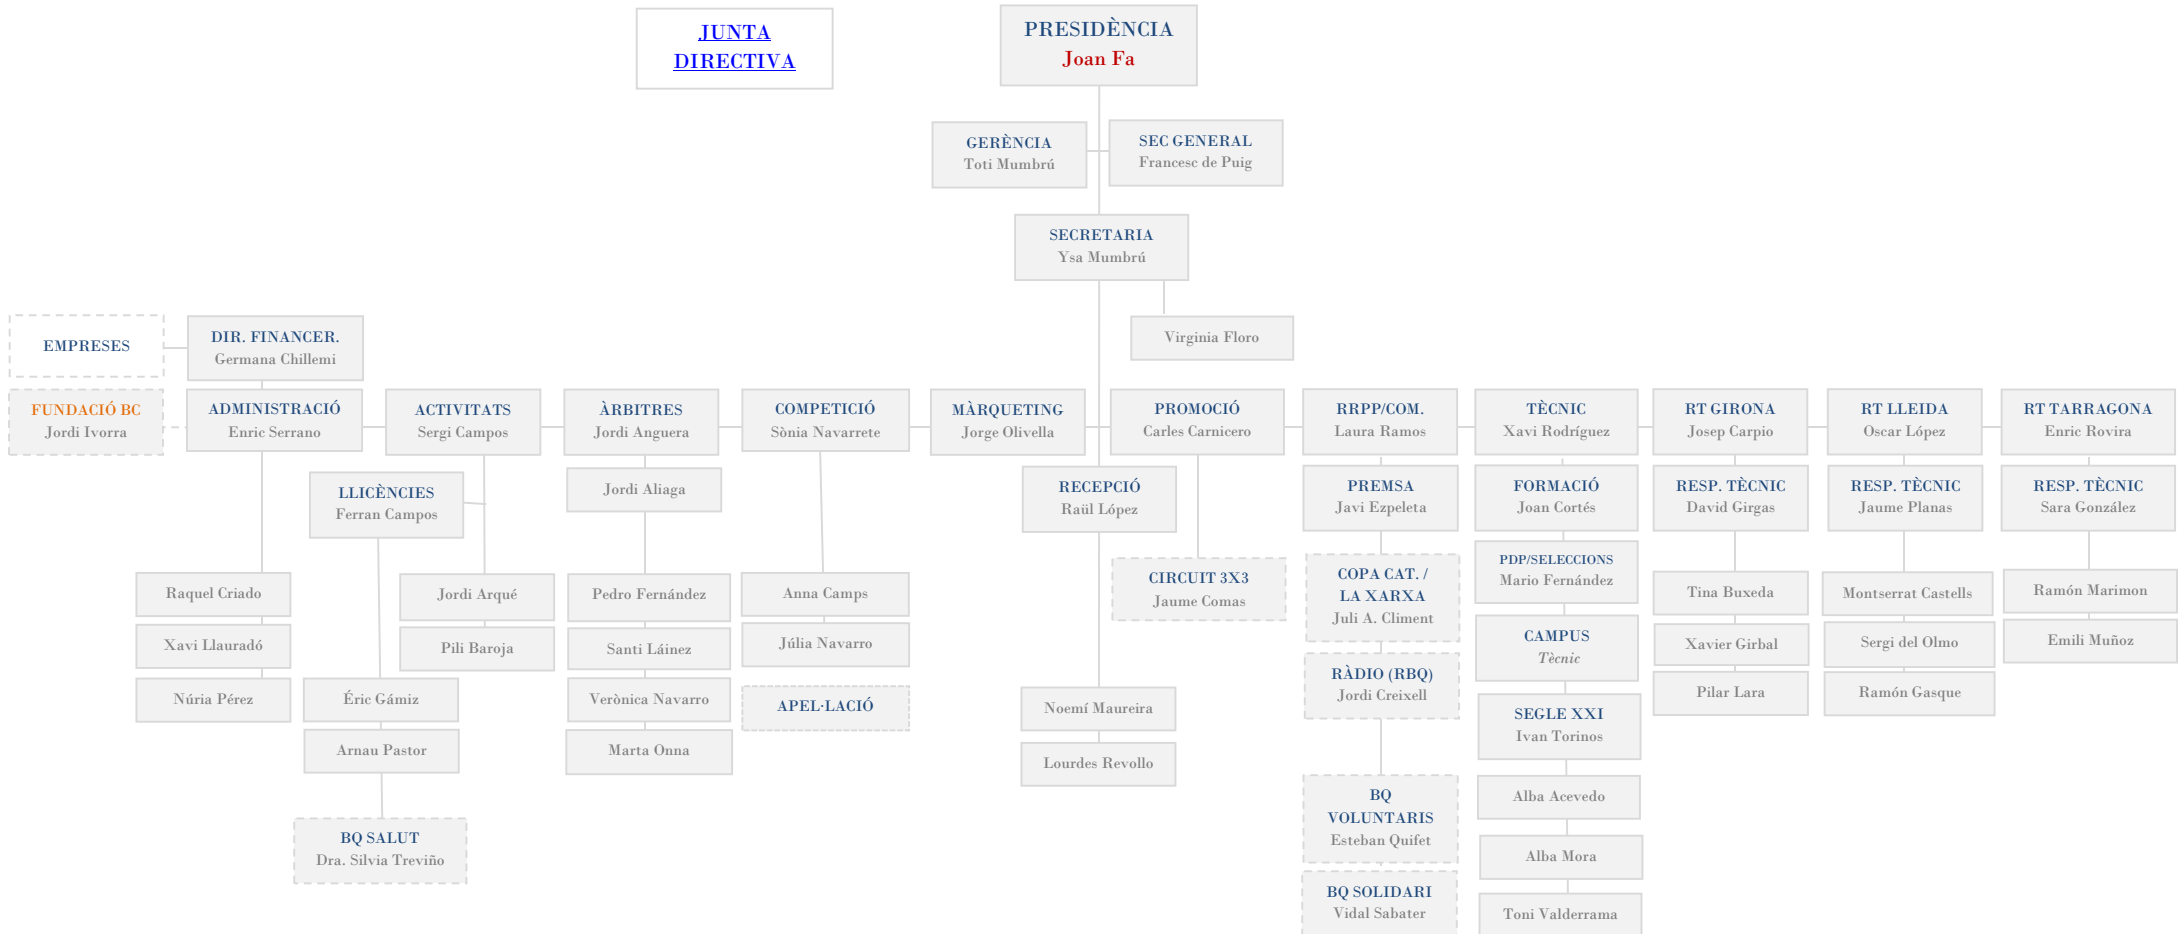 JUNTA
DIRECTIVA
PRESIDÈNCIA
Joan Fa
GERÈNCIA
Toti Mumbrú
SEC GENERAL
Francesc de Puig
SECRETARIA
Ysa Mumbrú
Virginia Floro
EMPRESES
DIR. FINANCER.
Germana Chillemi
FUNDACIÓ BC
Jordi Ivorra
ADMINISTRACIÓ
Enric Serrano
Raquel Criado
Xavi Llauradó
Núria Pérez
ACTIVITATS
Sergi Campos
LLICÈNCIES
Ferran Campos
Jordi Arqué
Pili Baroja
Éric Gámiz
Arnau Pastor
BQ SALUT
Dra. Silvia Treviño
ÀRBITRES
Jordi Anguera
Jordi Aliaga
Pedro Fernández
Santi Láinez
Verònica Navarro
Marta Onna
COMPETICIÓ
Sònia Navarrete
Anna Camps
Júlia Navarro
APEL·LACIÓ
MÀRQUETING
Jorge Olivella
RECEPCIÓ
Raül López
Noemí Maureira
Lourdes Revollo
PROMOCIÓ
Carles Carnicero
CIRCUIT 3X3
Jaume Comas
RRPP/COM.
Laura Ramos
PREMSA
Javi Ezpeleta
COPA CAT. /
LA XARXA
Juli A. Climent
RÀDIO (RBQ)
Jordi Creixell
BQ
VOLUNTARIS
Esteban Quifet
BQ SOLIDARI
Vidal Sabater
TÈCNIC
Xavi Rodríguez
FORMACIÓ
Joan Cortés
PDP/SELECCIONS
Mario Fernández
CAMPUS
Tècnic
SEGLE XXI
Ivan Torinos
Alba Acevedo
Alba Mora
Toni Valderrama
RT GIRONA
Josep Carpio
RESP. TÈCNIC
David Girgas
Tina Buxeda
Xavier Girbal
Pilar Lara
RT LLEIDA
Oscar López
RESP. TÈCNIC
Jaume Planas
Montserrat Castells
Sergi del Olmo
Ramón Gasque
RT TARRAGONA
Enric Rovira
RESP. TÈCNIC
Sara González
Ramón Marimon
Emili Muñoz